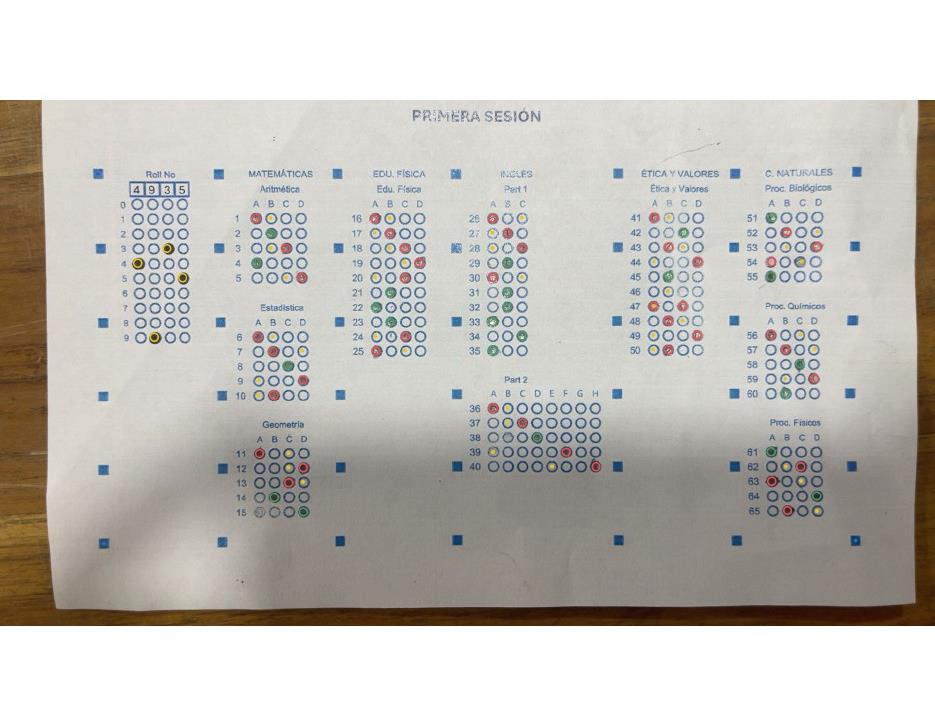 PRIMERA SESIÓN
Roll No
4 9 3 5
0
1
2
3
4
5
6
7
8
9
MATEMÁTICAS
Aritmética
A B C D
1
2
3
4
5
Estadística
A B C D
6
7
8
9
10
Geometría
A B C D
11
12
13
14
15
EDU. FÍSICA
Edu. Física
A B C D
16
17
18
19
20
21
22
23
24
25
INGLÉS
Part 1
A B C
26
27
28
29
30
31
32
33
34
35
Part 2
A B C D E F G H
36
37
38
39
40
ÉTICA Y VALORES
Ética y Valores
A B C D
41
42
43
44
45
46
47
48
49
50
C. NATURALES
Proc. Biológicos
A B C D
51
52
53
54
55
Proc. Químicos
A B C D
56
57
58
59
60
Proc. Físicos
A B C D
61
62
63
64
65